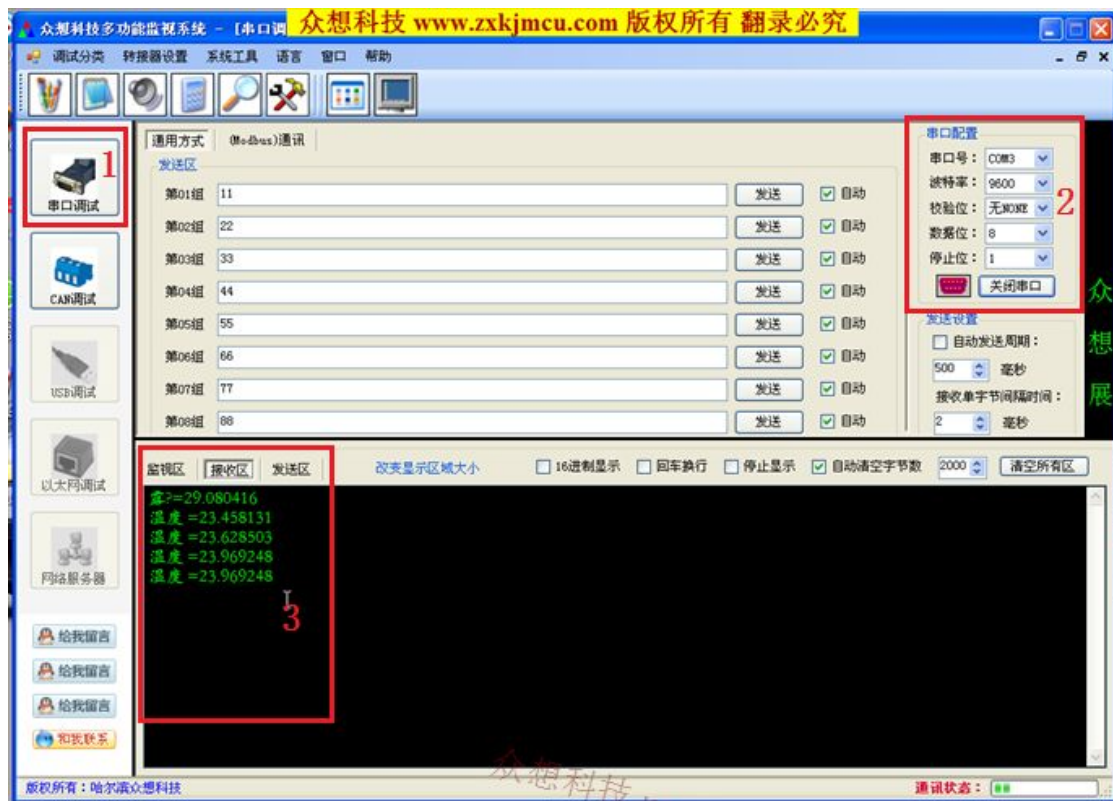 众想科技 www.zxkjmcu.com 版权所有 翻录必究
众想科技多功能监视系统 - [串口调
调试分类 转接器设置 系统工具 语言 窗口 帮助
1
串口调试
CAN调试
USB调试
以太网调试
网络服务器
给我留言
给我留言
给我留言
和我联系
通用方式 (Modbus)通讯
发送区
第01组 11 发送 自动
第02组 22 发送 自动
第03组 33 发送 自动
第04组 44 发送 自动
第05组 55 发送 自动
第06组 66 发送 自动
第07组 77 发送 自动
第08组 88 发送 自动
串口配置
串口号: COM3
波特率: 9600
校验位: 无NONE
数据位: 8
停止位: 1
关闭串口
2
发送设置
自动发送周期:
500 毫秒
接收单字节间隔时间:
2 毫秒
众
想
展
监视区 接收区 发送区 改变显示区域大小 16进制显示 回车换行 停止显示 自动清空字节数 2000 清空所有区
?=29.080416
温度 =23.458131
温度 =23.628503
温度 =23.969248
温度 =23.969248
3
众想科技
版权所有:哈尔滨众想科技 通讯状态: